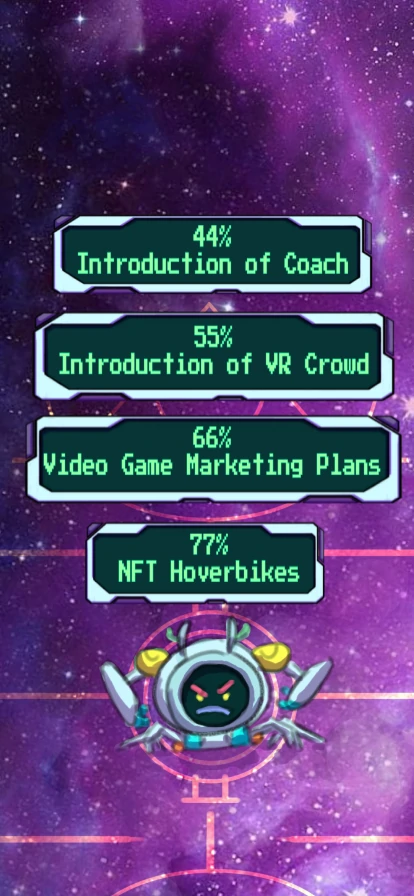 44%
Introduction of Coach
55%
Introduction of VR Crowd
66%
Video Game Marketing Plans
77%
NFT Hoverbikes